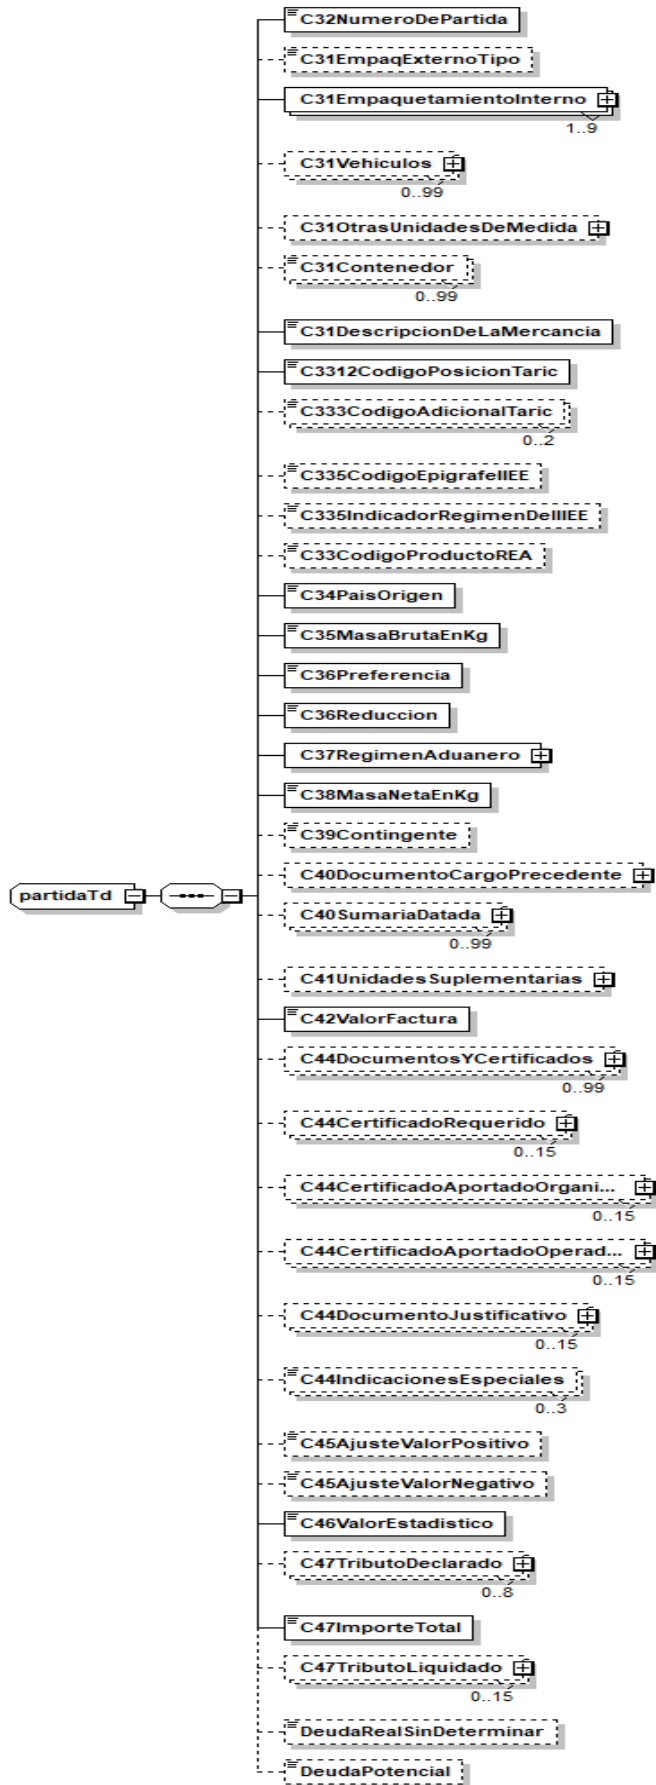 C32NumeroDePartida
C31EmpaqExternoTipo
C31EmpaquetamientoInterno
1..9
C31Vehiculos
0..99
C31OtrasUnidadesDeMedida
C31Contenedor
0..99
C31DescripcionDeLaMercancia
C3312CodigoPosicionTaric
C333CodigoAdicionalTaric
0..2
C335CodigoEpigrafeIIEE
C335IndicadorRegimenDeIIIEE
C33CodigoProductoREA
C34PaisOrigen
C35MasaBrutaEnKg
C36Preferencia
C36Reduccion
C37RegimenAduanero
C38MasaNetaEnKg
C39Contingente
C40DocumentoCargoPrecedente
partidaTd
C40SumariaDatada
0..99
C41UnidadesSuplementarias
C42ValorFactura
C44DocumentosYCertificados
0..99
C44CertificadoRequerido
0..15
C44CertificadoAportadoOrgani...
0..15
C44CertificadoAportadoOperad...
0..15
C44DocumentoJustificativo
0..15
C44IndicacionesEspeciales
0..3
C45AjusteValorPositivo
C45AjusteValorNegativo
C46ValorEstadistico
C47TributoDeclarado
0..8
C47ImporteTotal
C47TributoLiquidado
0..15
DeudaRealSinDeterminar
DeudaPotencial